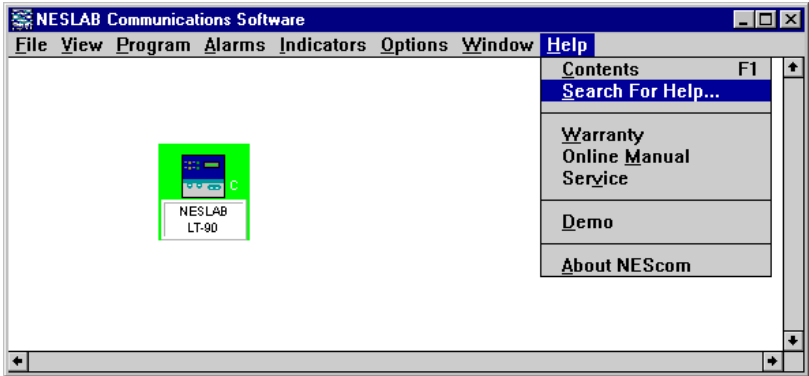 NESLAB Communications Software
File View Program Alarms Indicators Options Window Help
Contents F1
Search For Help...
Warranty
Online Manual
Service
Demo
About NEScom
C
NESLAB
LT-90